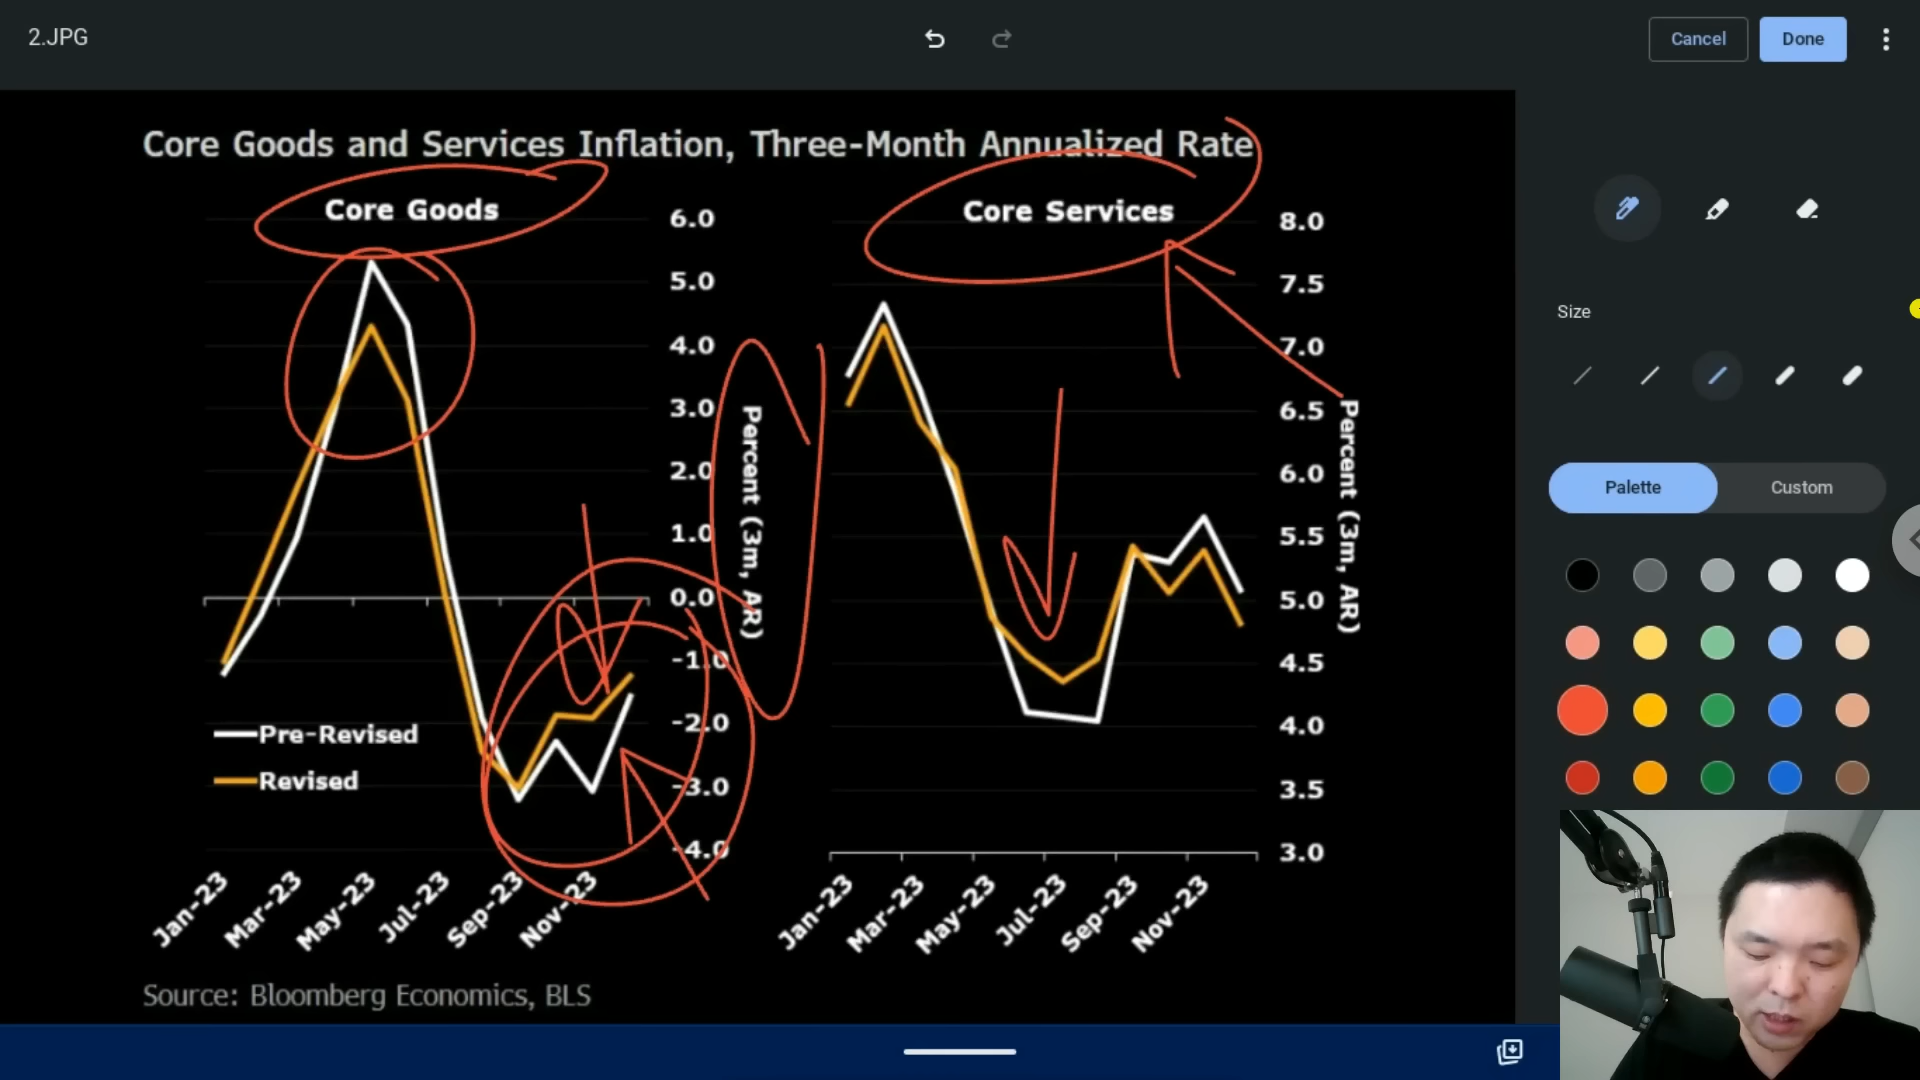 2.JPG
Cancel
Done
Core Goods and Services Inflation, Three-Month Annualized Rate
Core Goods
6.0
5.0
4.0
3.0
2.0
1.0
0.0
-1.0
-2.0
-3.0
-4.0
Percent (3m, AR)
Pre-Revised
Revised
Jan-23
Mar-23
May-23
Jul-23
Sep-23
Nov-23
Core Services
8.0
7.5
7.0
6.5
6.0
5.5
5.0
4.5
4.0
3.5
3.0
Percent (3m, AR)
Jan-23
Mar-23
May-23
Jul-23
Sep-23
Nov-23
Source: Bloomberg Economics, BLS
Size
Palette
Custom